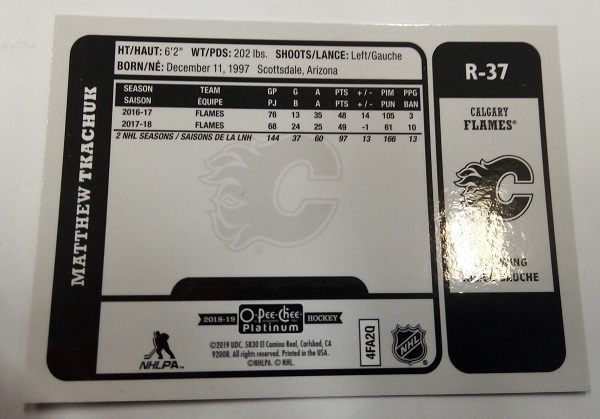 HT/HAUT: 6'2" WT/PDS: 202 lbs. SHOOTS/LANCE: Left/Gauche
BORN/NÉ: December 11, 1997 Scottsdale, Arizona
SEASON TEAM GP G A PTS + / - PIM PPG
SAISON ÉQUIPE PJ B A PTS + / - PUN BAN
2016-17 FLAMES 76 13 35 48 14 105 3
2017-18 FLAMES 68 24 25 49 -1 61 10
2 NHL SEASONS / SAISONS DE LA LNH 144 37 60 97 13 166 13
MATTHEW TKACHUK
R-37
CALGARY
FLAMES®
GAUCHE
2018-19 O-Pee-Chee HOCKEY
Platinum
©2019 UDC. 5830 El Camino Real, Carlsbad, CA
92008. All rights reserved. Printed in the USA.
©NHLPA. © NHL.
NHLPA™
4FA2Q
NHL